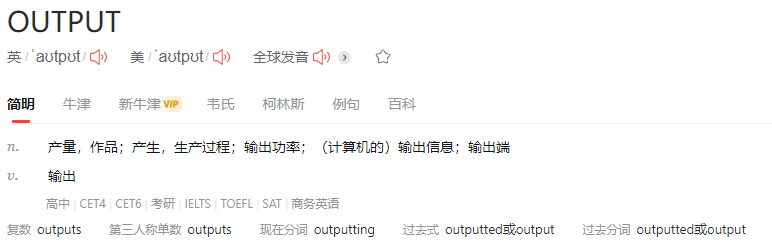 OUTPUT
英 / ˈaʊtpʊt / 美 / ˈaʊtpʊt / 全球发音
简明 牛津 新牛津 VIP 韦氏 柯林斯 例句 百科
n. 产量，作品；产生，生产过程；输出功率；（计算机的）输出信息；输出端
v. 输出
高中 | CET4 | CET6 | 考研 | IELTS | TOEFL | SAT | 商务英语
复数 outputs 第三人称单数 outputs 现在分词 outputting 过去式 outputted或output 过去分词 outputted或output